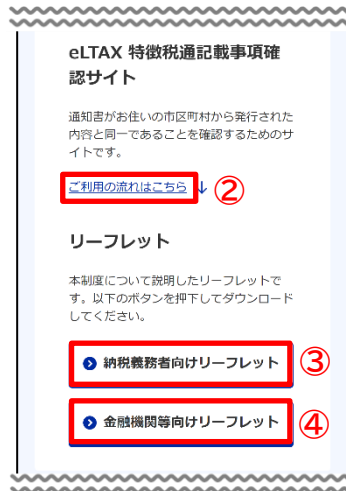 eLTAX 特徴税通記載事項確
認サイト
通知書がお住いの市区町村から発行された
内容と同一であることを確認するためのサ
イトです。
ご利用の流れはこちら ↓ ②
リーフレット
本制度について説明したリーフレットで
す。以下のボタンを押下してダウンロード
してください。
納税義務者向けリーフレット ③
金融機関等向けリーフレット ④